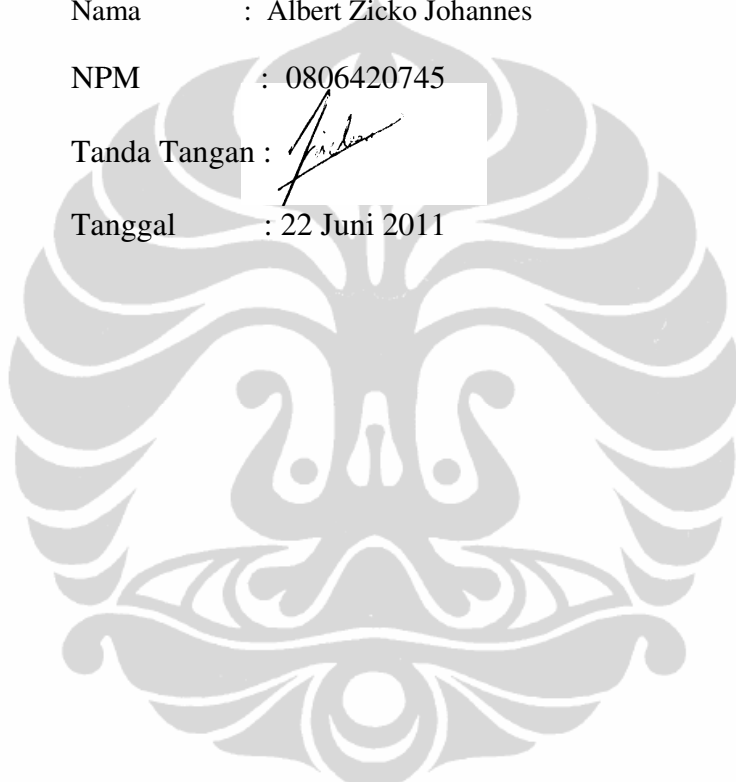 Nama : Albert Zicko Johannes
NPM : 0806420745
Tanda Tangan :
Tanggal : 22 Juni 2011